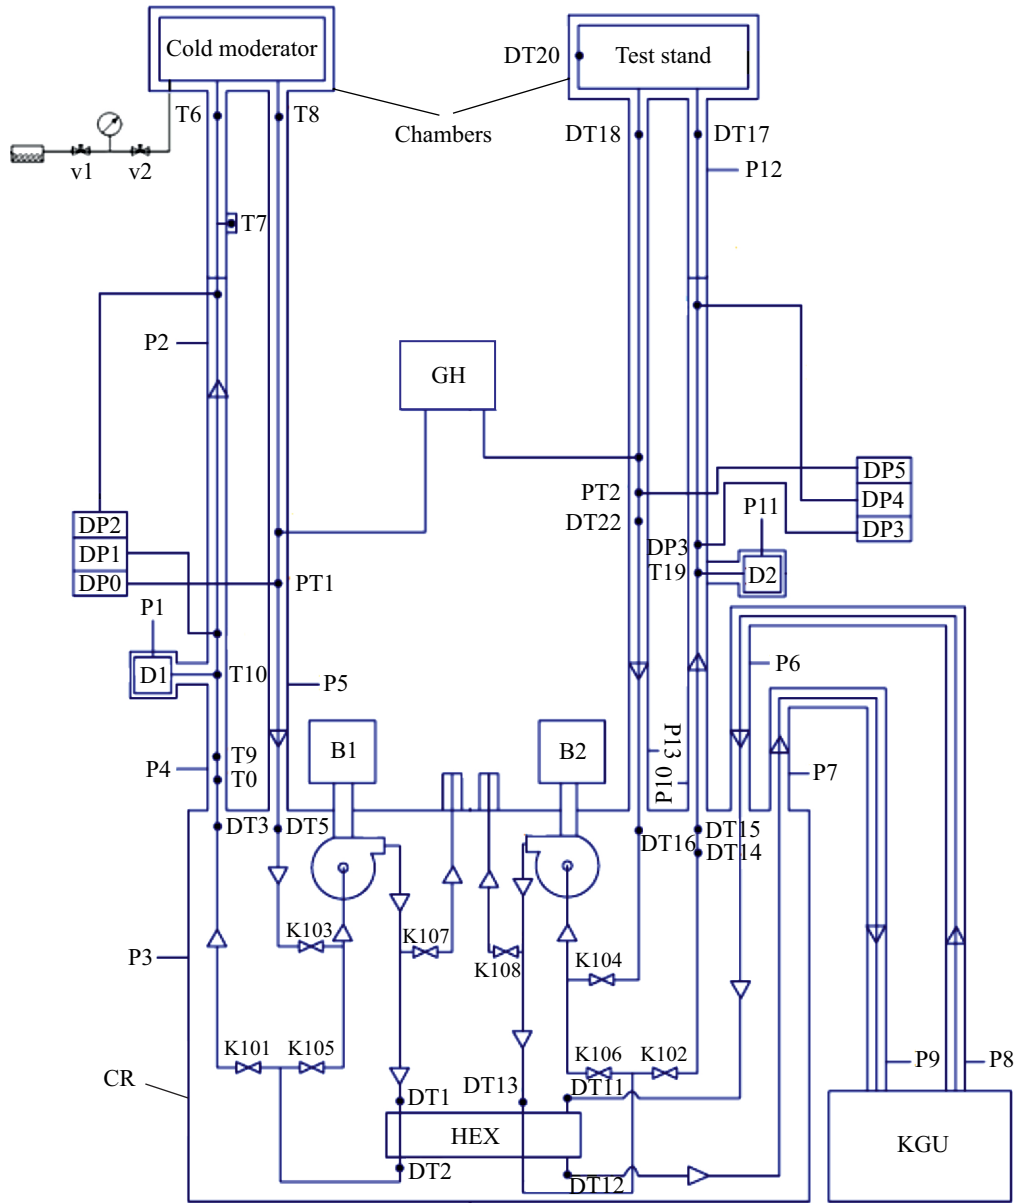 Cold moderator
Test stand
DT20
T6
T8
Chambers
DT18
DT17
v1
v2
P12
T7
P2
GH
DP5
DP4
DP3
PT2
P11
DT22
DP2
DP1
DP0
DP3
T19
D2
PT1
P1
D1
T10
P5
P6
B1
B2
P13
P10
T9
T0
P4
P7
DT3
DT5
DT16
DT15
DT14
K103
K107
K108
K104
P3
K101
K105
K106
K102
P9
P8
CR
DT1
DT13
DT11
HEX
KGU
DT2
DT12